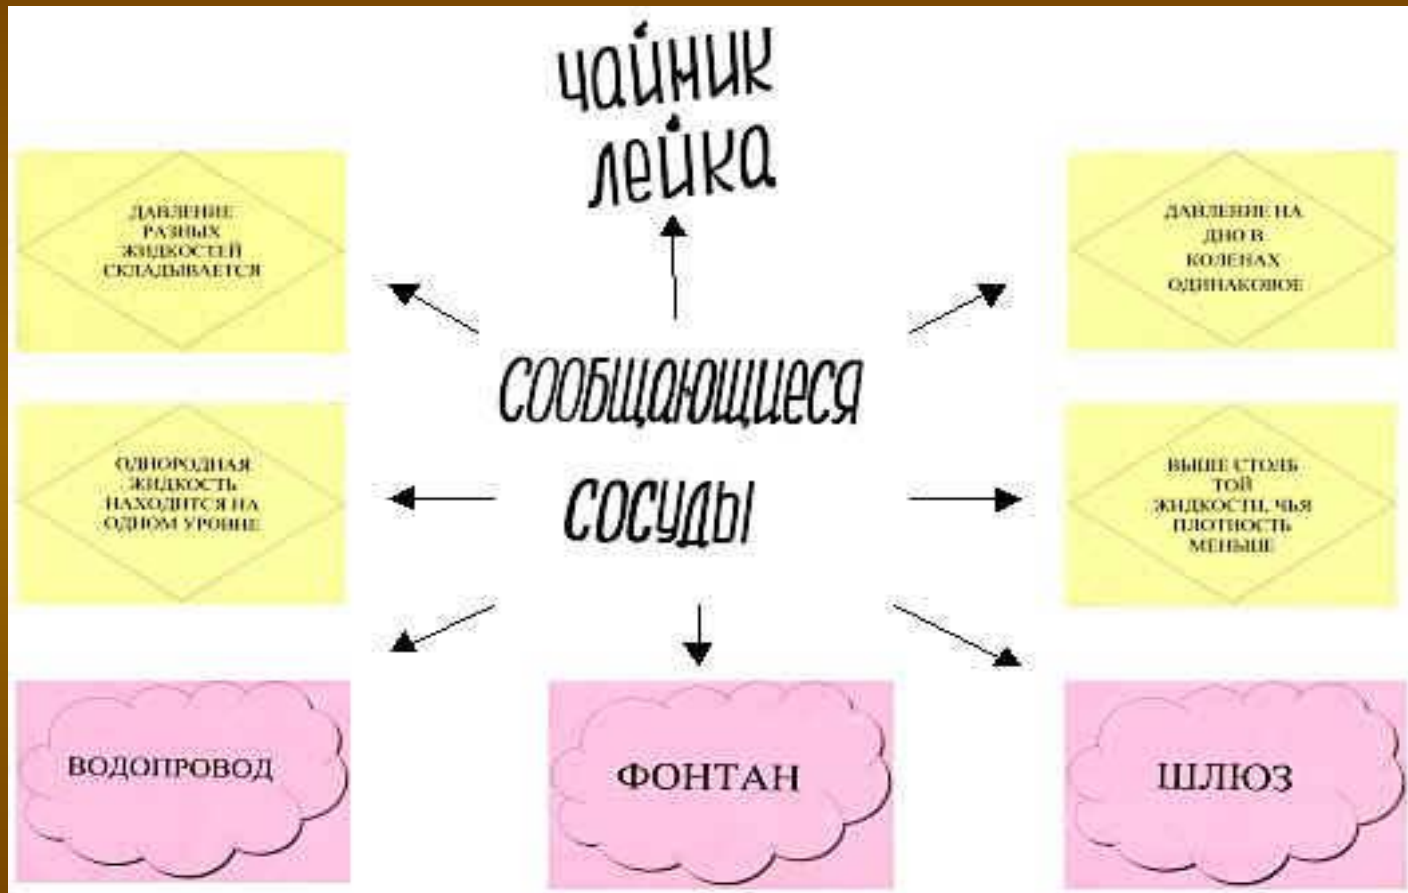 чайник
лейка
ДАВЛЕНИЕ
РАЗНЫХ
ЖИДКОСТЕЙ
СКЛАДЫВАЕТСЯ
ДАВЛЕНИЕ НА
ДНО В
КОЛЕНАХ
ОДИНАКОВОЕ
СООБЩАЮЩИЕСЯ
СОСУДЫ
ОДНОРОДНАЯ
ЖИДКОСТЬ
НАХОДИТСЯ НА
ОДНОМ УРОВНЕ
ВЫШЕ СТОЛБ
ТОЙ
ЖИДКОСТИ, ЧЬЯ
ПЛОТНОСТЬ
МЕНЬШЕ
ВОДОПРОВОД
ФОНТАН
ШЛЮЗ